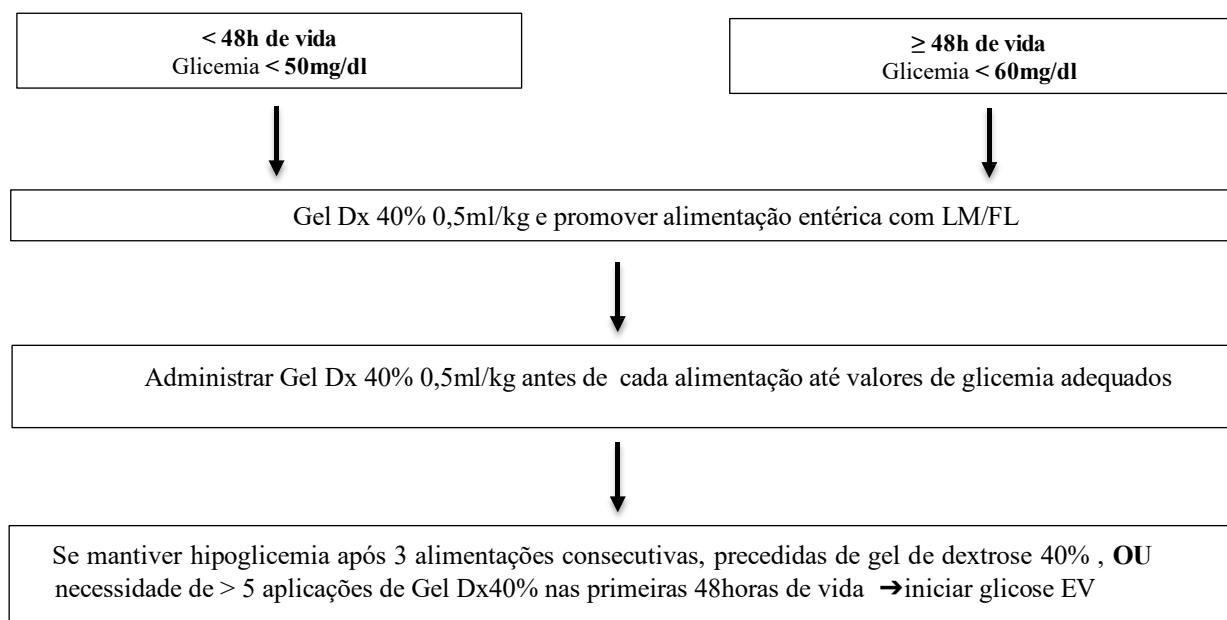 < 48h de vida
Glicemia < 50mg/dl
≥ 48h de vida
Glicemia < 60mg/dl
Gel Dx 40% 0,5ml/kg e promover alimentação entérica com LM/FL
Administrar Gel Dx 40% 0,5ml/kg antes de cada alimentação até valores de glicemia adequados
Se mantiver hipoglicemia após 3 alimentações consecutivas, precedidas de gel de dextrose 40% , OU
necessidade de > 5 aplicações de Gel Dx40% nas primeiras 48horas de vida ➔iniciar glicose EV